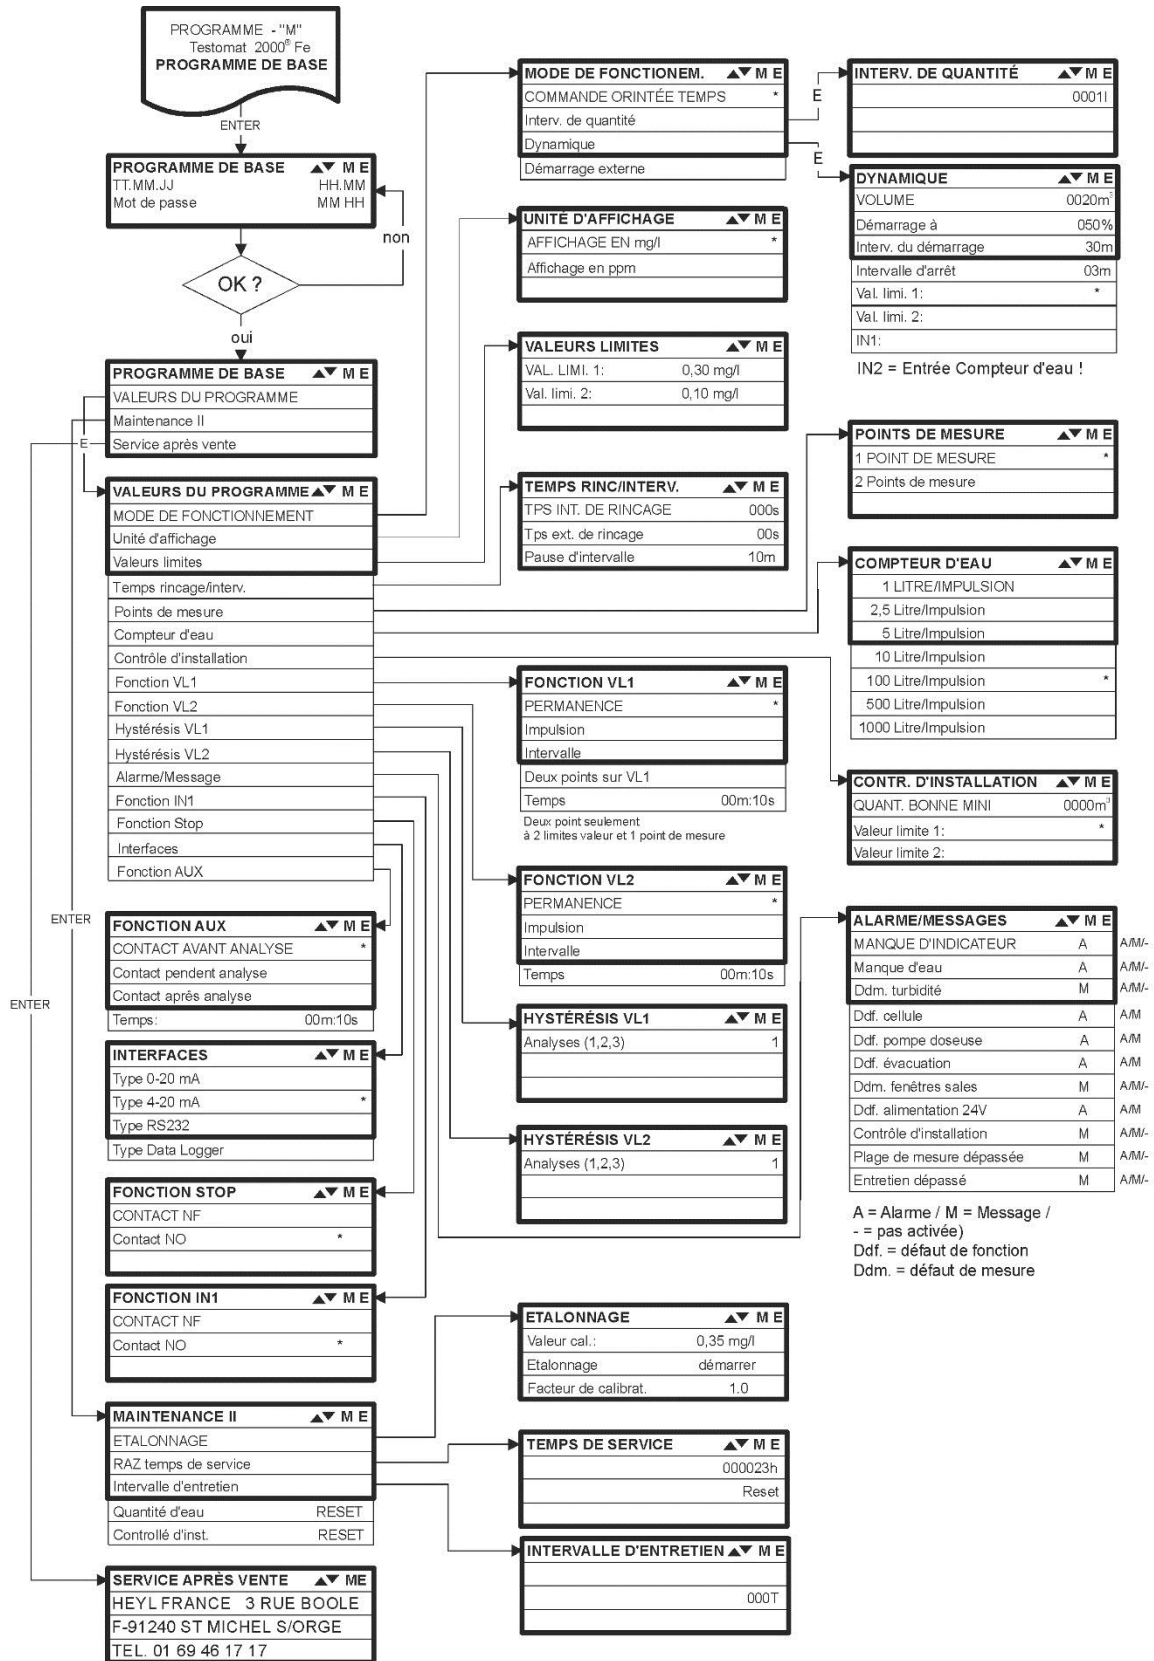 PROGRAMME - "M"
Testomat 2000® Fe
PROGRAMME DE BASE
ENTER
PROGRAMME DE BASE ▲▼ M E
TT.MM.JJ HH.MM
Mot de passe MM HH
non
OK ?
oui
PROGRAMME DE BASE ▲▼ M E
VALEURS DU PROGRAMME
Maintenance II
Service après vente
E
VALEURS DU PROGRAMME ▲▼ M E
MODE DE FONCTIONNEMENT
Unité d'affichage
Valeurs limites
Temps rincage/interv.
Points de mesure
Compteur d'eau
Contrôle d'installation
Fonction VL1
Fonction VL2
Hystérésis VL1
Hystérésis VL2
Alarme/Message
Fonction IN1
Fonction Stop
Interfaces
Fonction AUX
ENTER
ENTER
FONCTION AUX ▲▼ M E
CONTACT AVANT ANALYSE *
Contact pendent analyse
Contact après analyse
Temps: 00m:10s
INTERFACES ▲▼ M E
Type 0-20 mA
Type 4-20 mA *
Type RS232
Type Data Logger
FONCTION STOP ▲▼ M E
CONTACT NF
Contact NO *
FONCTION IN1 ▲▼ M E
CONTACT NF
Contact NO *
MAINTENANCE II ▲▼ M E
ETALONNAGE
RAZ temps de service
Intervalle d'entretien
Quantité d'eau RESET
Controllé d'inst. RESET
SERVICE APRÈS VENTE ▲▼ ME
HEYL FRANCE 3 RUE BOOLE
F-91240 ST MICHEL S/ORGE
TEL. 01 69 46 17 17
MODE DE FONCTIONEM. ▲▼ M E
COMMANDE ORINTÉE TEMPS *
Interv. de quantité
Dynamique
Démarrage externe
E
E
UNITÉ D'AFFICHAGE ▲▼ M E
AFFICHAGE EN mg/l *
Affichage en ppm
VALEURS LIMITES ▲▼ M E
VAL. LIMI. 1: 0,30 mg/l
Val. limi. 2: 0,10 mg/l
TEMPS RINC/INTERV. ▲▼ M E
TPS INT. DE RINCAGE 000s
Tps ext. de rincage 00s
Pause d'intervalle 10m
FONCTION VL1 ▲▼ M E
PERMANENCE *
Impulsion
Intervalle
Deux points sur VL1
Temps 00m:10s
Deux point seulement
à 2 limites valeur et 1 point de mesure
FONCTION VL2 ▲▼ M E
PERMANENCE *
Impulsion
Intervalle
Temps 00m:10s
HYSTÉRÉSIS VL1 ▲▼ M E
Analyses (1,2,3) 1
HYSTÉRÉSIS VL2 ▲▼ M E
Analyses (1,2,3) 1
ETALONNAGE ▲▼ M E
Valeur cal.: 0,35 mg/l
Etalonnage démarrer
Facteur de calibrat. 1.0
TEMPS DE SERVICE ▲▼ M E
000023h
Reset
INTERVALLE D'ENTRETIEN ▲▼ M E
000T
INTERV. DE QUANTITÉ ▲▼ M E
0001l
DYNAMIQUE ▲▼ M E
VOLUME 0020m³
Démarrage à 050%
Interv. du démarrage 30m
Intervalle d'arrêt 03m
Val. limi. 1: *
Val. limi. 2:
IN1:
IN2 = Entrée Compteur d'eau !
POINTS DE MESURE ▲▼ M E
1 POINT DE MESURE *
2 Points de mesure
COMPTEUR D'EAU ▲▼ M E
1 LITRE/IMPULSION
2,5 Litre/Impulsion
5 Litre/Impulsion
10 Litre/Impulsion
100 Litre/Impulsion *
500 Litre/Impulsion
1000 Litre/Impulsion
CONTR. D'INSTALLATION ▲▼ M E
QUANT. BONNE MINI 0000m³
Valeur limite 1: *
Valeur limite 2:
ALARME/MESSAGES ▲▼ M E
MANQUE D'INDICATEUR A A/M/-
Manque d'eau A A/M/-
Ddm. turbidité M A/M/-
Ddf. cellule A A/M
Ddf. pompe doseuse A A/M
Ddf. évacuation A A/M
Ddm. fenêtres sales M A/M/-
Ddf. alimentation 24V A A/M
Contrôle d'installation M A/M/-
Plage de mesure dépassée M A/M/-
Entretien dépassé M A/M/-
A = Alarme / M = Message /
- = pas activée)
Ddf. = défaut de fonction
Ddm. = défaut de mesure